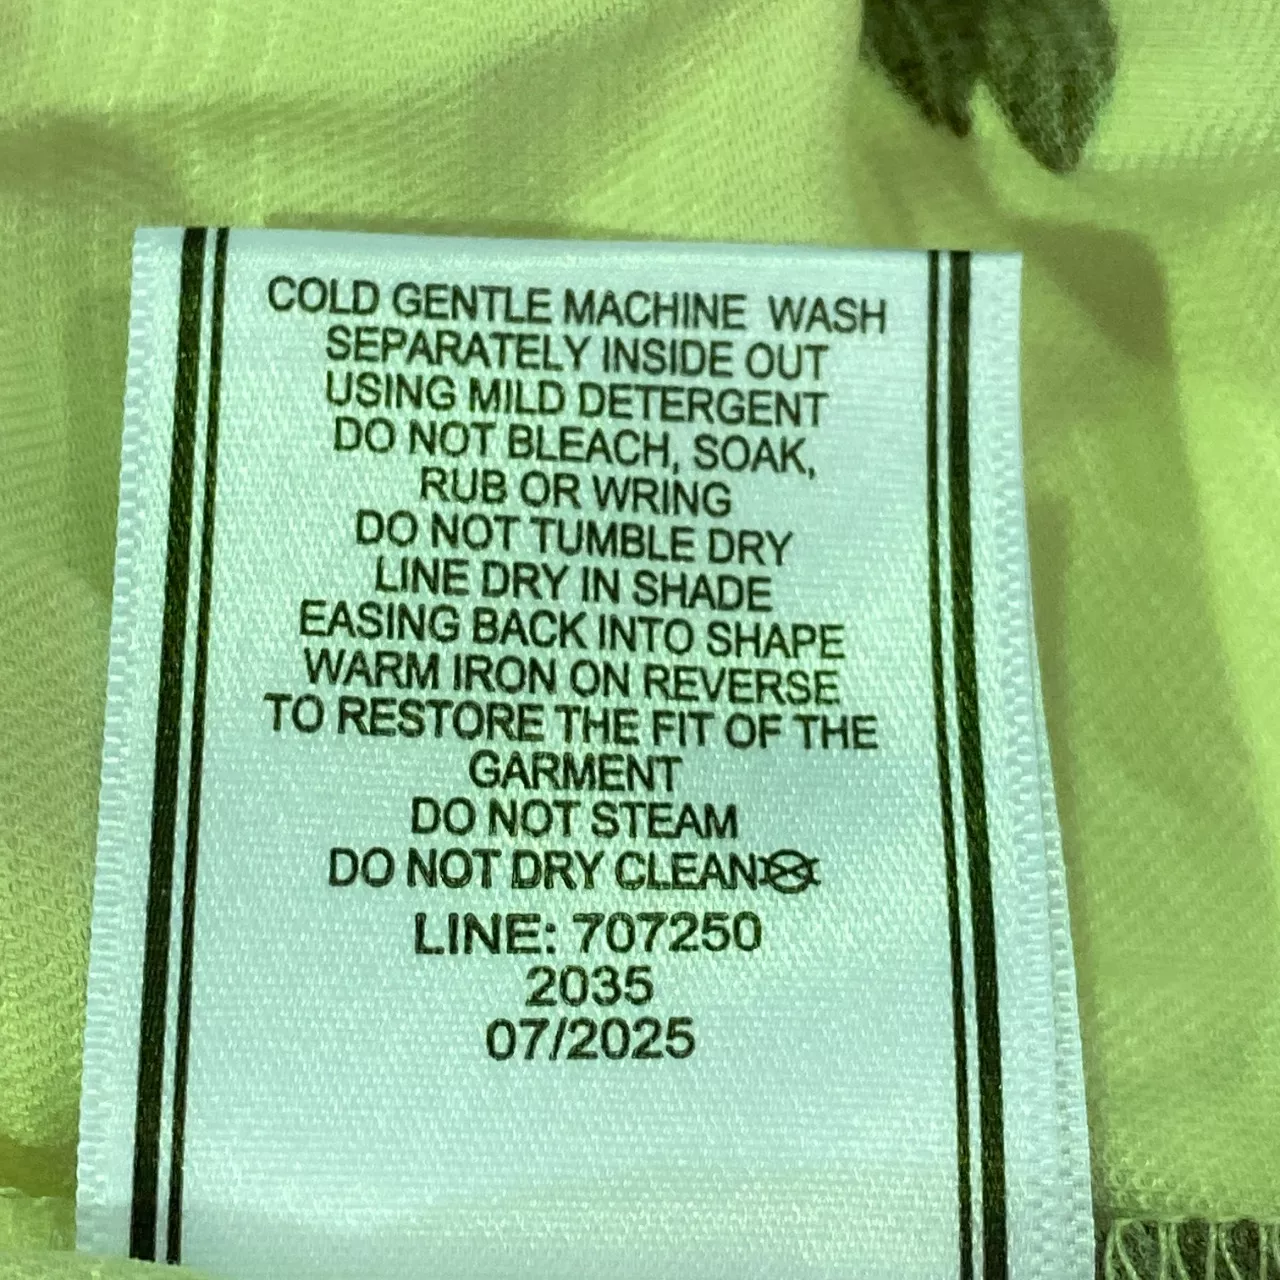 COLD GENTLE MACHINE WASH
SEPARATELY INSIDE OUT
USING MILD DETERGENT
DO NOT BLEACH, SOAK,
RUB OR WRING
DO NOT TUMBLE DRY
LINE DRY IN SHADE
EASING BACK INTO SHAPE
WARM IRON ON REVERSE
TO RESTORE THE FIT OF THE
GARMENT
DO NOT STEAM
DO NOT DRY CLEAN
LINE: 707250
2035
07/2025